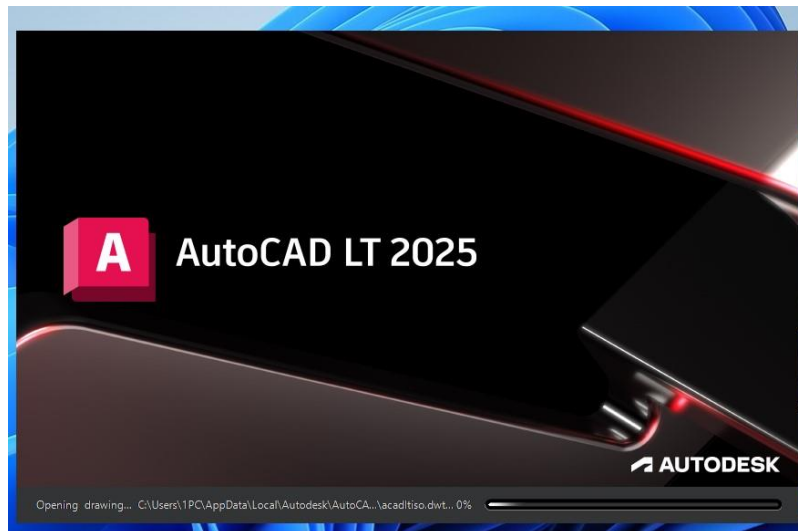 A
AutoCAD LT 2025
AUTODESK
Opening drawing... C:\Users\1PC\AppData\Local\Autodesk\AutoCA...\acadltiso.dwt... 0%